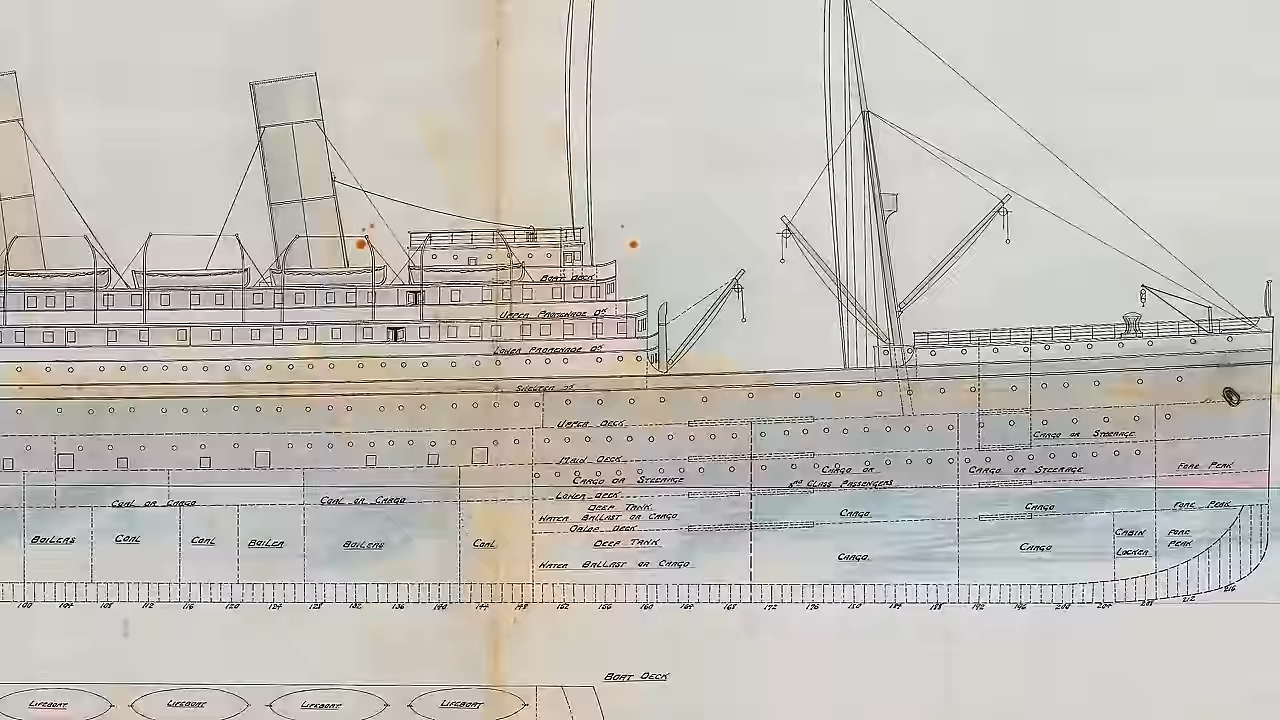 BOAT DECK
UPPER PROMENADE DK
LOWER PROMENADE DK
SHELTER DK
UPPER DECK
CARGO OR STEERAGE
MAIN DECK
CARGO OR
CARGO OR STEERAGE
FORE PEAK
CARGO OR STEERAGE
CLASS PASSENGERS
LOWER DECK
COAL OR CARGO
COAL OR CARGO
DEEP TANK
CARGO
CARGO
FORE PEAK
WATER BALLAST OR CARGO
ORLOP DECK
BOILERS
COAL
COAL
BOILER
BOILERS
COAL
DEEP TANK
CARGO
CARGO
CABIN
LOCKER
FORE
PEAK
WATER BALLAST OR CARGO
100 104 108 112 116 120 124 128 132 136 140 144 148 152 156 160 164 168 172 176 180 184 188 192 196 200 204 208 212 216
BOAT DECK
LIFEBOAT
LIFEBOAT
LIFEBOAT
LIFEBOAT